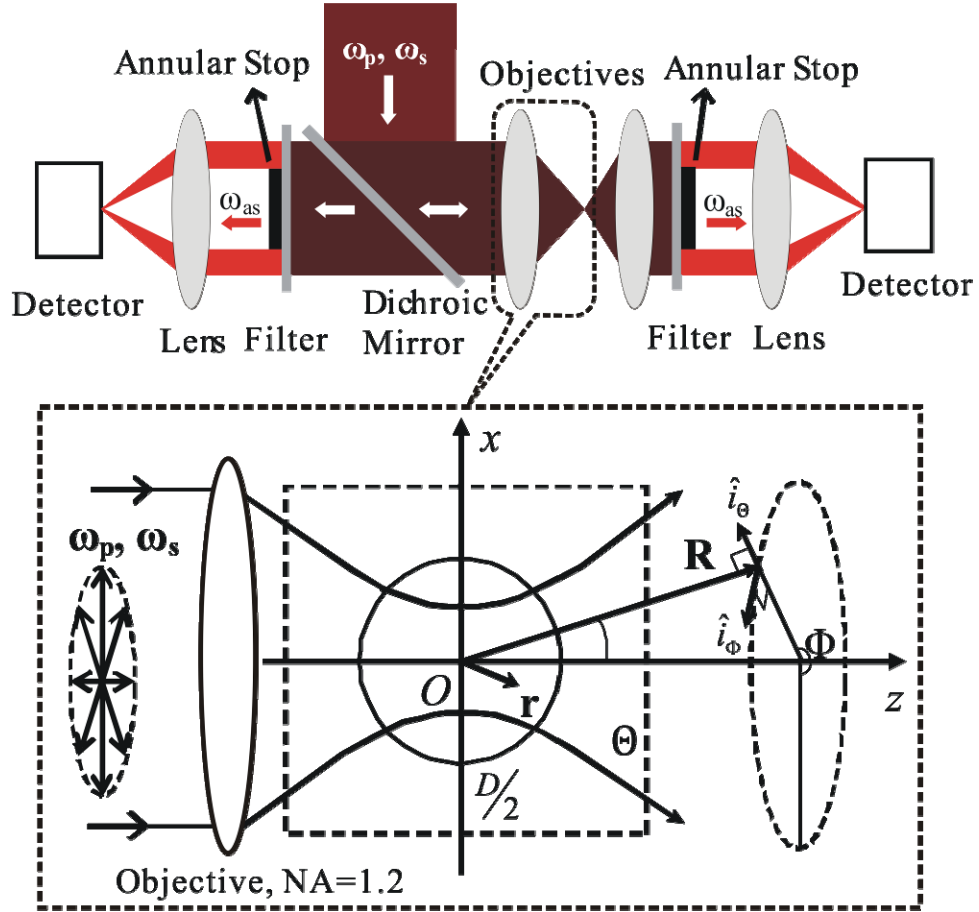 ωp, ωs
Annular Stop
Objectives
Annular Stop
ωas
ωas
Detector
Lens
Filter
Dichroic
Mirror
Filter
Lens
Detector
x
ωp, ωs
îΘ
R
îΦ
Φ
O
r
z
Θ
D/2
Objective, NA=1.2